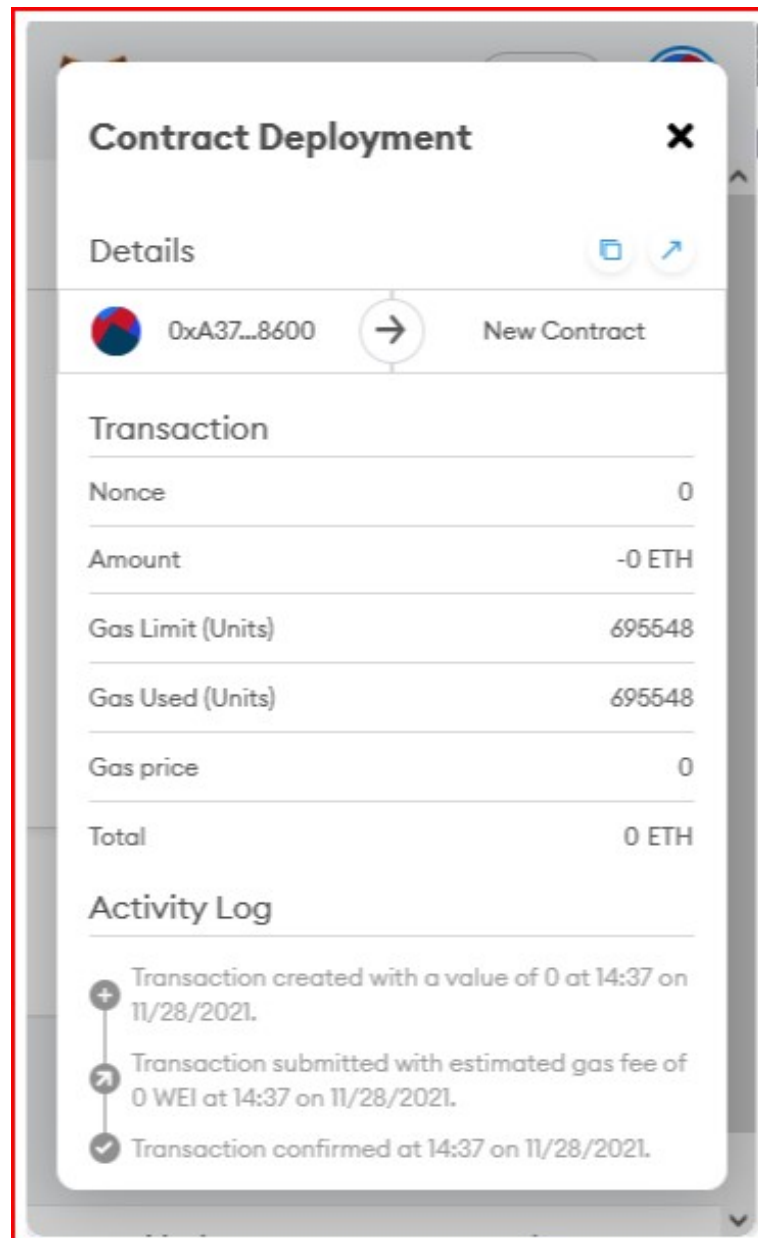 Contract Deployment
Details
0xA37...8600
New Contract
Transaction
Nonce 0
Amount -0 ETH
Gas Limit (Units) 695548
Gas Used (Units) 695548
Gas price 0
Total 0 ETH
Activity Log
Transaction created with a value of 0 at 14:37 on
11/28/2021.
Transaction submitted with estimated gas fee of
0 WEI at 14:37 on 11/28/2021.
Transaction confirmed at 14:37 on 11/28/2021.